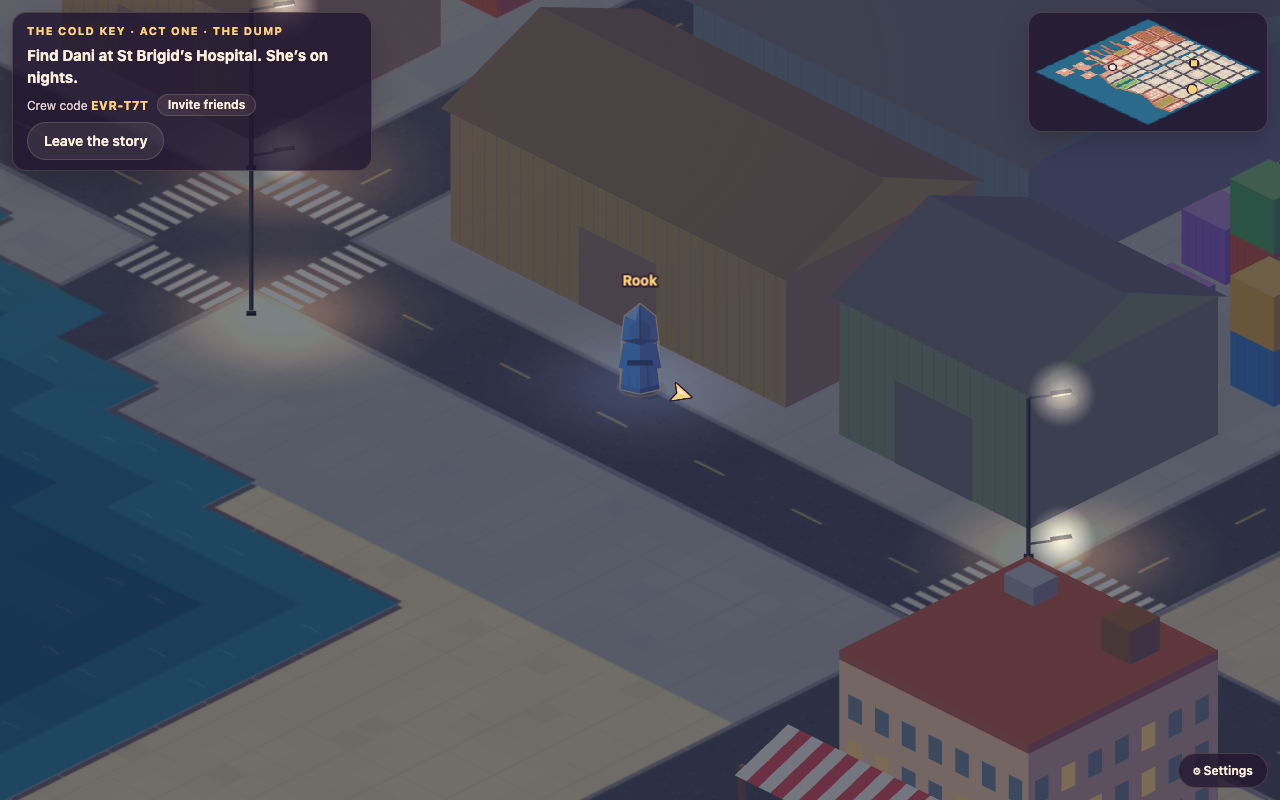 THE COLD KEY · ACT ONE · THE DUMP
Find Dani at St Brigid’s Hospital. She’s on
nights.
Crew code EVR-T7T Invite friends
Leave the story
Rook
⚙ Settings